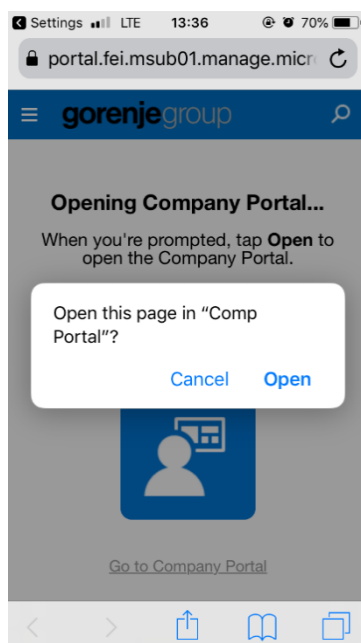 Settings LTE 13:36 70%
portal.fei.msub01.manage.micr
gorenjegroup
Opening Company Portal...
When you're prompted, tap Open to
open the Company Portal.
Open this page in “Comp
Portal”?
Cancel Open
Go to Company Portal